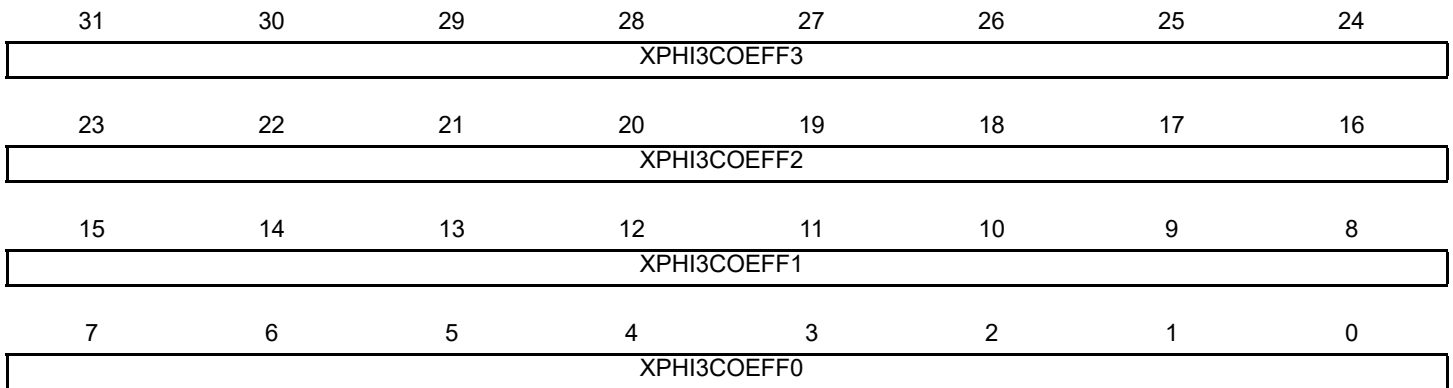 31 30 29 28 27 26 25 24
XPHI3COEFF3
23 22 21 20 19 18 17 16
XPHI3COEFF2
15 14 13 12 11 10 9 8
XPHI3COEFF1
7 6 5 4 3 2 1 0
XPHI3COEFF0